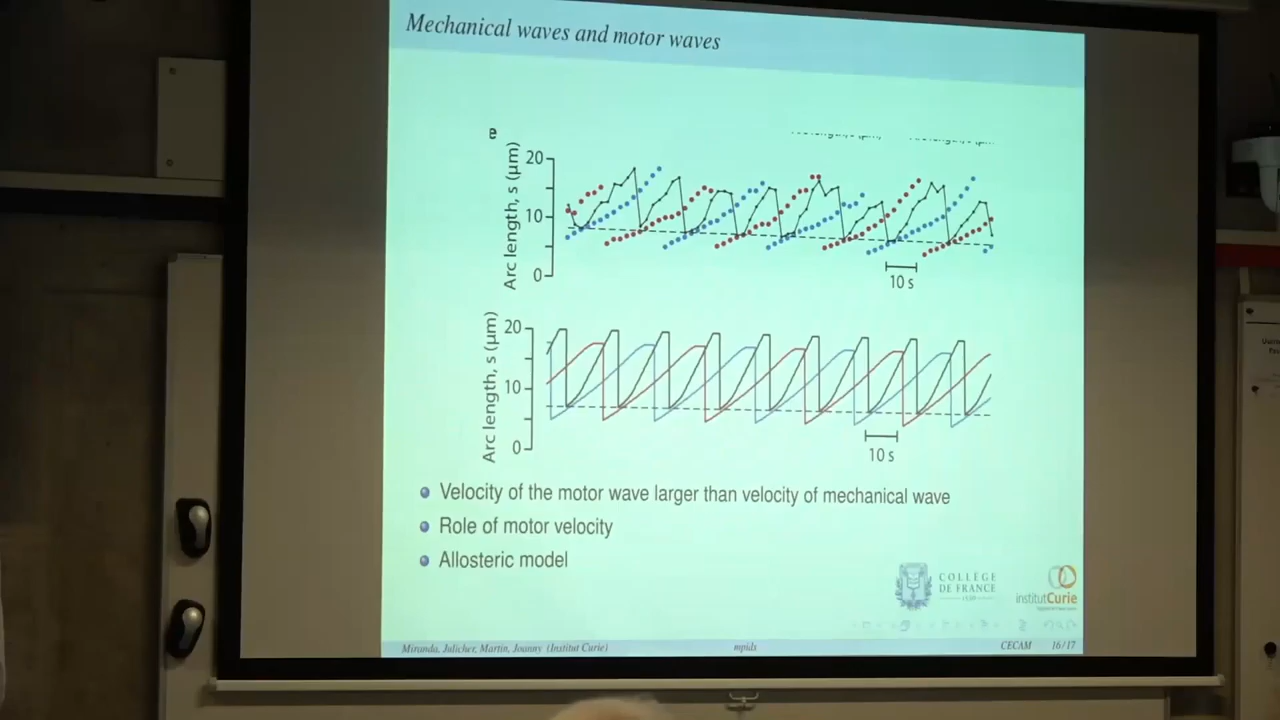 Mechanical waves and motor waves
e
Arc length, s (μm)
20
10
0
10 s
Arc length, s (μm)
20
10
0
10 s
Velocity of the motor wave larger than velocity of mechanical wave
Role of motor velocity
Allosteric model
COLLÈGE
DE FRANCE
institutCurie
Miranda, Julicher, Martin, Joanny (Institut Curie)
mpids
CECAM 16/17